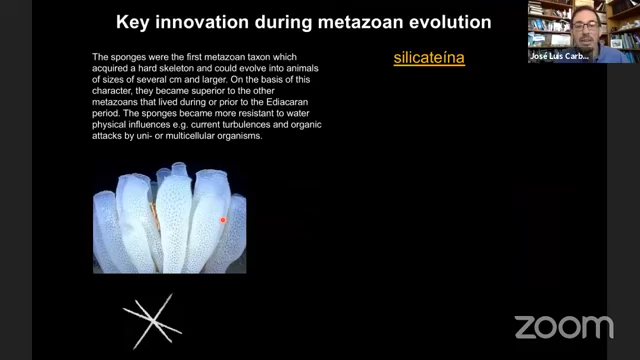 Key innovation during metazoan evolution
The sponges were the first metazoan taxon which
acquired a hard skeleton and could evolve into animals
of sizes of several cm and larger. On the basis of this
character, they became superior to the other
metazoans that lived during or prior to the Ediacaran
period. The sponges became more resistant to water
physical influences e.g. current turbulences and organic
attacks by uni- or multicellular organisms.
silicateína
José Luis Carb...
zoom